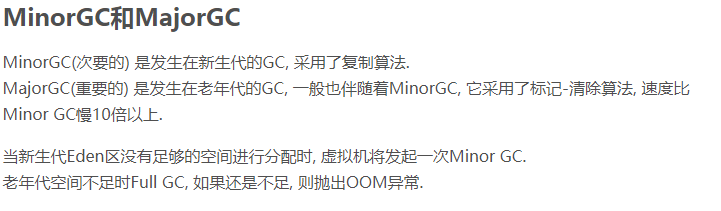 MinorGC和MajorGC
MinorGC(次要的) 是发生在新生代的GC, 采用了复制算法.
MajorGC(重要的) 是发生在老年代的GC, 一般也伴随着MinorGC, 它采用了标记-清除算法, 速度比
Minor GC慢10倍以上.
当新生代Eden区没有足够的空间进行分配时, 虚拟机将发起一次Minor GC.
老年代空间不足时Full GC, 如果还是不足, 则抛出OOM异常.